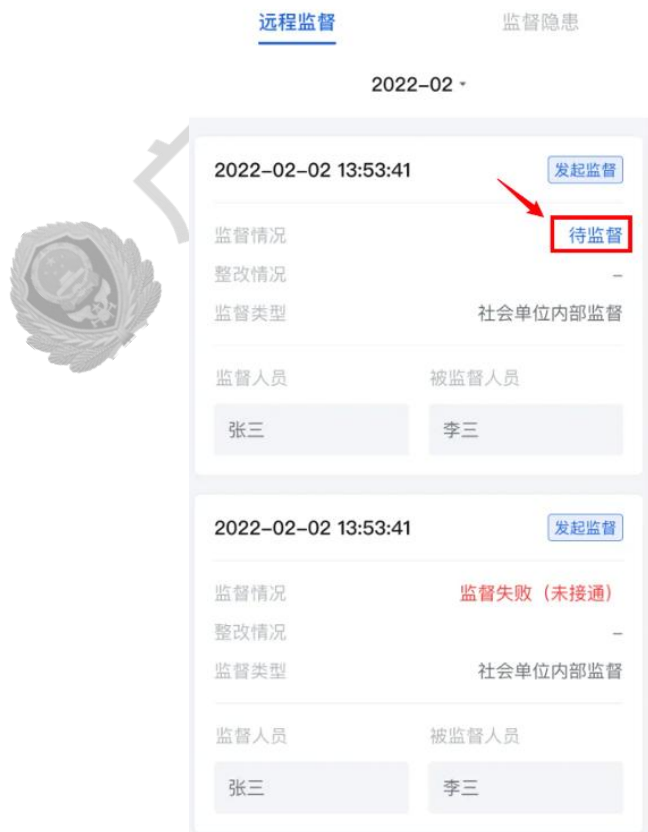 远程监督 监督隐患
2022-02
2022-02-02 13:53:41 发起监督
监督情况 待监督
整改情况 -
监督类型 社会单位内部监督
监督人员 被监督人员
张三 李三
2022-02-02 13:53:41 发起监督
监督情况 监督失败（未接通）
整改情况 -
监督类型 社会单位内部监督
监督人员 被监督人员
张三 李三